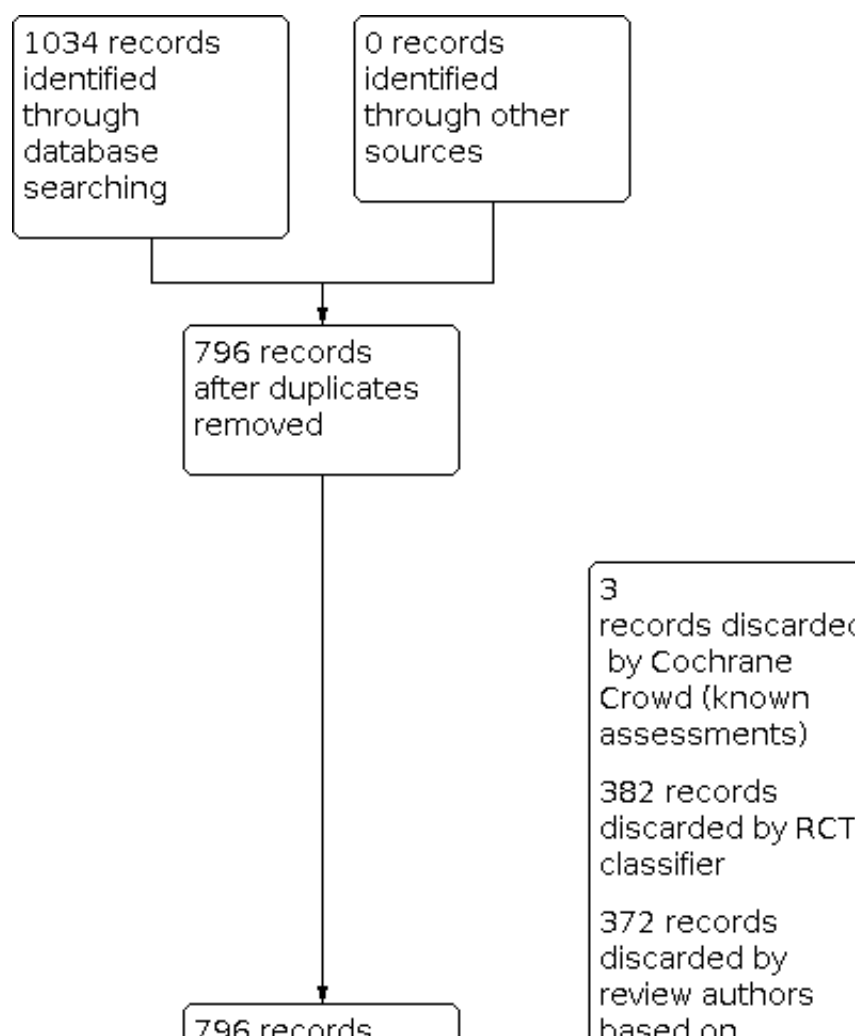 1034 records
identified
through
database
searching
0 records
identified
through other
sources
796 records
after duplicates
removed
3
records discarded
by Cochrane
Crowd (known
assessments)
382 records
discarded by RCT
classifier
372 records
discarded by
review authors
based on
796 records